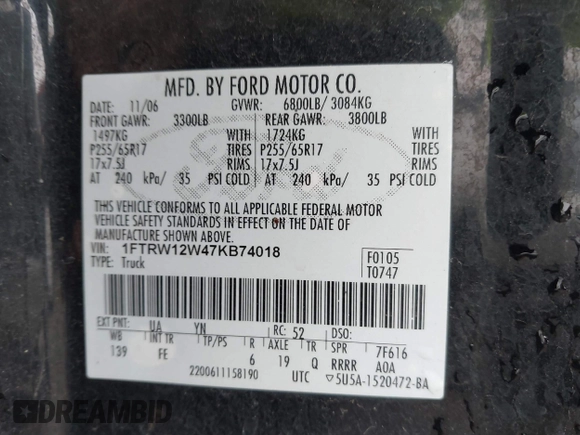 MFD. BY FORD MOTOR CO.
DATE: 11/06 GVWR: 6800LB/ 3084KG
FRONT GAWR: 3300LB REAR GAWR: 3800LB
1497KG WITH 1724KG WITH
P255/65R17 TIRES P255/65R17 TIRES
17x7.5J RIMS 17x7.5J RIMS
AT 240 kPa/ 35 PSI COLD AT 240 kPa/ 35 PSI COLD
THIS VEHICLE CONFORMS TO ALL APPLICABLE FEDERAL MOTOR
VEHICLE SAFETY STANDARDS IN EFFECT ON THE DATE OF
MANUFACTURE SHOWN ABOVE.
VIN: 1FTRW12W47KB74018 F0105
TYPE: Truck T0747
EXT PNT: UA YN RC: 52 DSO:
WB INT TR TP/PS R AXLE TR SPR 7F616
139 FE 6 19 Q RRRR A0A
2200611158190 UTC 5U5A-1520472-BA
DREAMBID